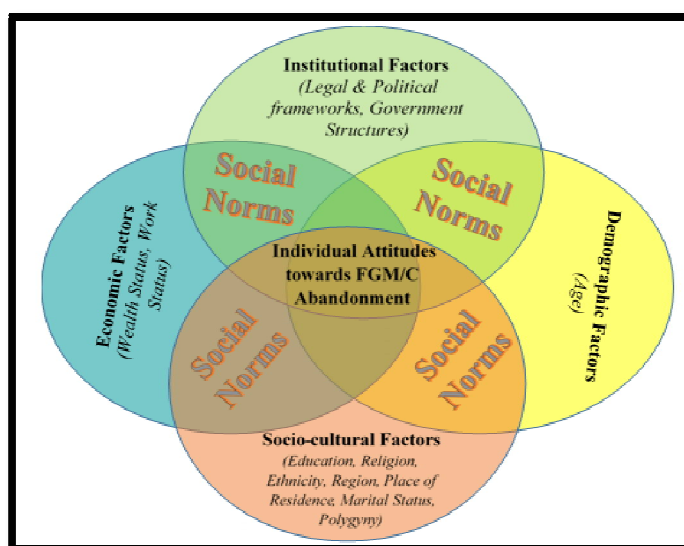 Institutional Factors
(Legal & Political
frameworks, Government
Structures)
Social
Norms
Social
Norms
Economic Factors
(Wealth Status, Work
Status)
Individual Attitudes
towards FGM/C
Abandonment
Demographic Factors
(Age)
Social
Norms
Social
Norms
Socio-cultural Factors
(Education, Religion,
Ethnicity, Region, Place of
Residence, Marital Status,
Polygyny)